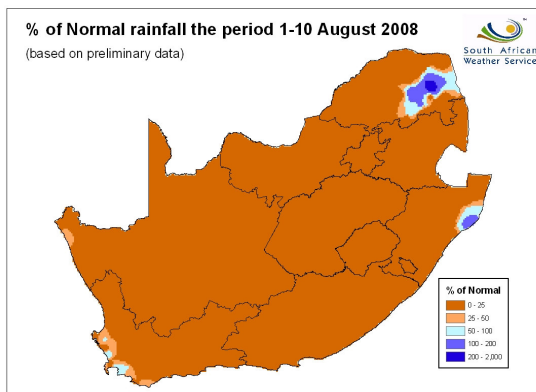 % of Normal rainfall the period 1-10 August 2008
(based on preliminary data)
South African
Weather Service
% of Normal
0 - 25
25 - 50
50 - 100
100 - 200
200 - 2,000